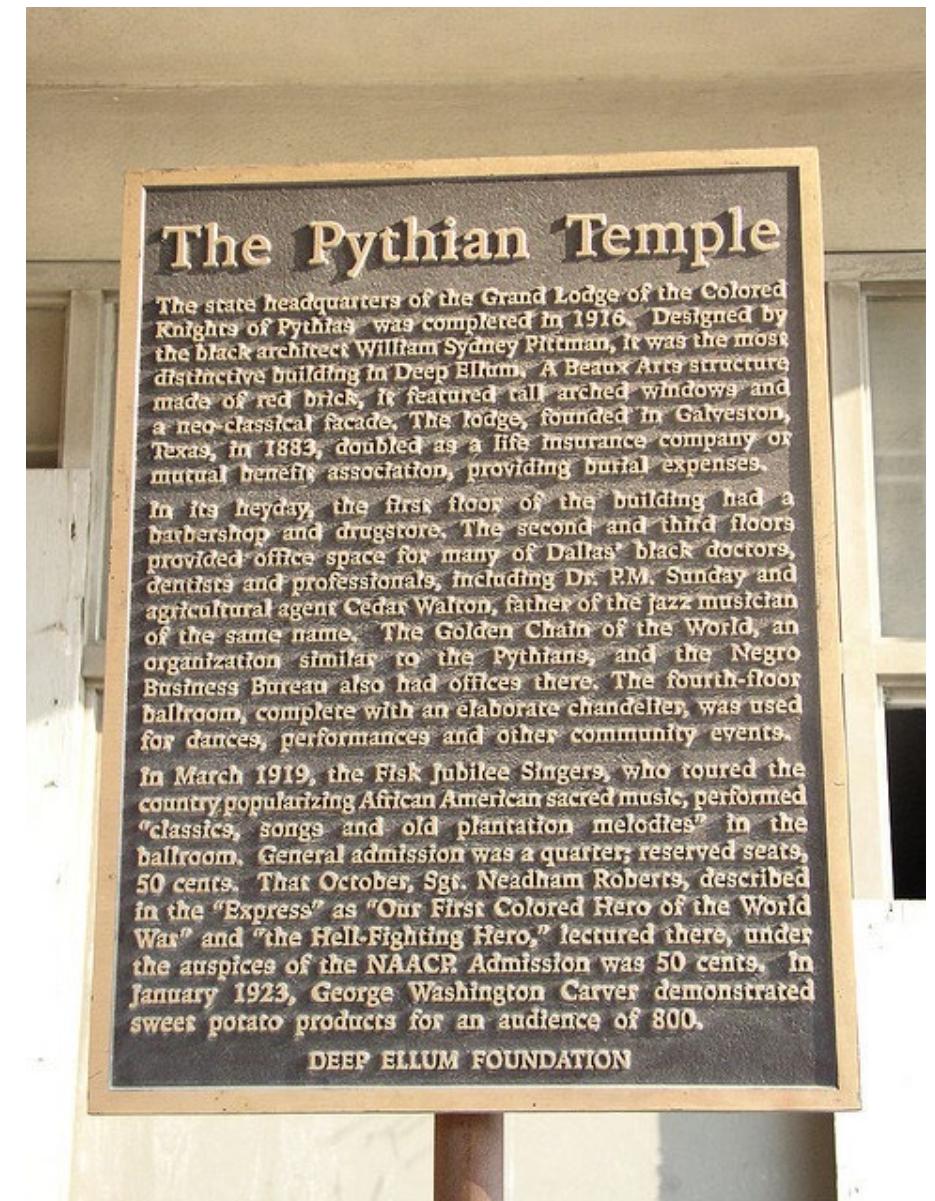 The Pythian Temple
The state headquarters of the Grand Lodge of the Colored
Knights of Pythias was completed in 1916. Designed by
the black architect William Sydney Pittman, it was the most
distinctive building in Deep Ellum. A Beaux Arts structure
made of red brick, it featured tall arched windows and
a neo-classical facade. The lodge, founded in Galveston,
Texas, in 1883, doubled as a life insurance company or
mutual benefit association, providing burial expenses.
In its heyday, the first floor of the building had a
barbershop and drugstore. The second and third floors
provided office space for many of Dallas' black doctors,
dentists and professionals, including Dr. P.M. Sunday and
agricultural agent Cedar Walton, father of the jazz musician
of the same name. The Golden Chain of the World, an
organization similar to the Pythians, and the Negro
Business Bureau also had offices there. The fourth-floor
ballroom, complete with an elaborate chandelier, was used
for dances, performances and other community events.
In March 1919, the Fisk Jubilee Singers, who toured the
country popularizing African American sacred music, performed
"classics, songs and old plantation melodies" in the
ballroom. General admission was a quarter; reserved seats,
50 cents. That October, Sgt. Neadham Roberts, described
in the "Express" as "Our First Colored Hero of the World
War" and "the Hell-Fighting Hero," lectured there, under
the auspices of the NAACP. Admission was 50 cents. In
January 1923, George Washington Carver demonstrated
sweet potato products for an audience of 800.
DEEP ELLUM FOUNDATION